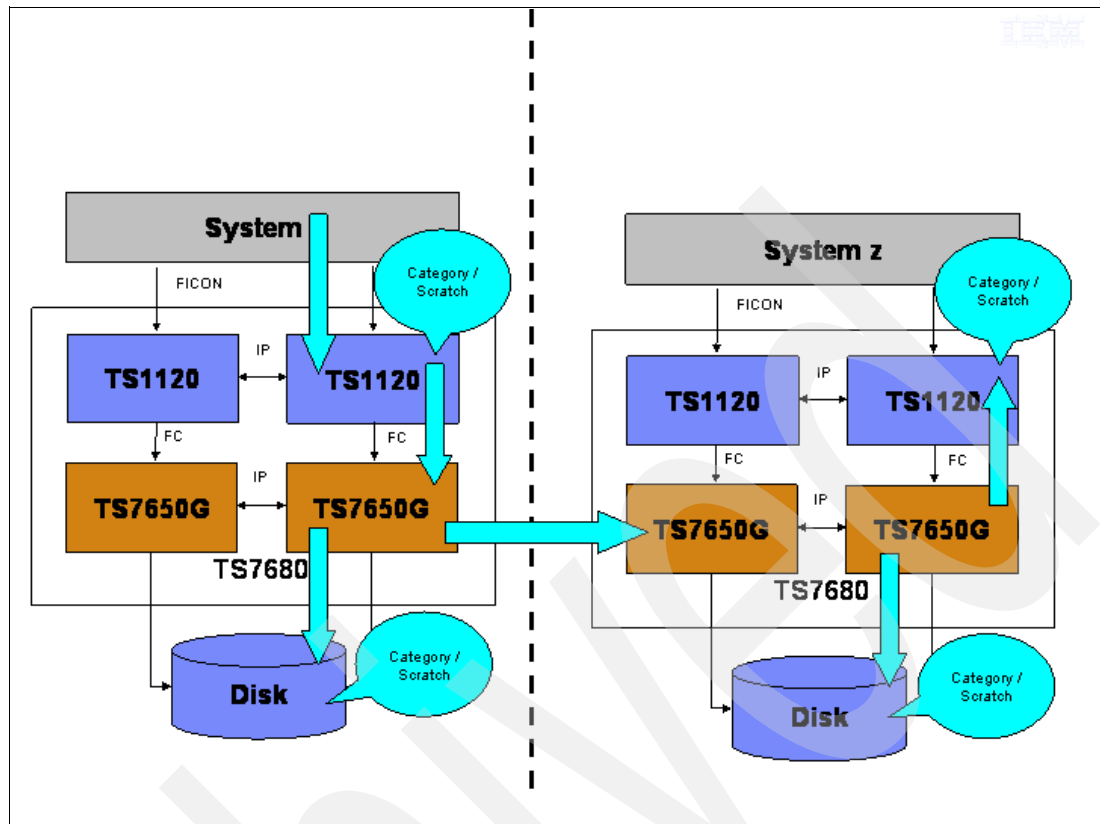 IBM
System
System z
Category /
Scratch
Category /
Scratch
FICON
FICON
IP
IP
TS1120
TS1120
TS1120
TS1120
FC
FC
FC
FC
IP
IP
TS7650G
TS7650G
TS7650G
TS7650G
TS7680
TS7680
Category /
Scratch
Category /
Scratch
Disk
Disk